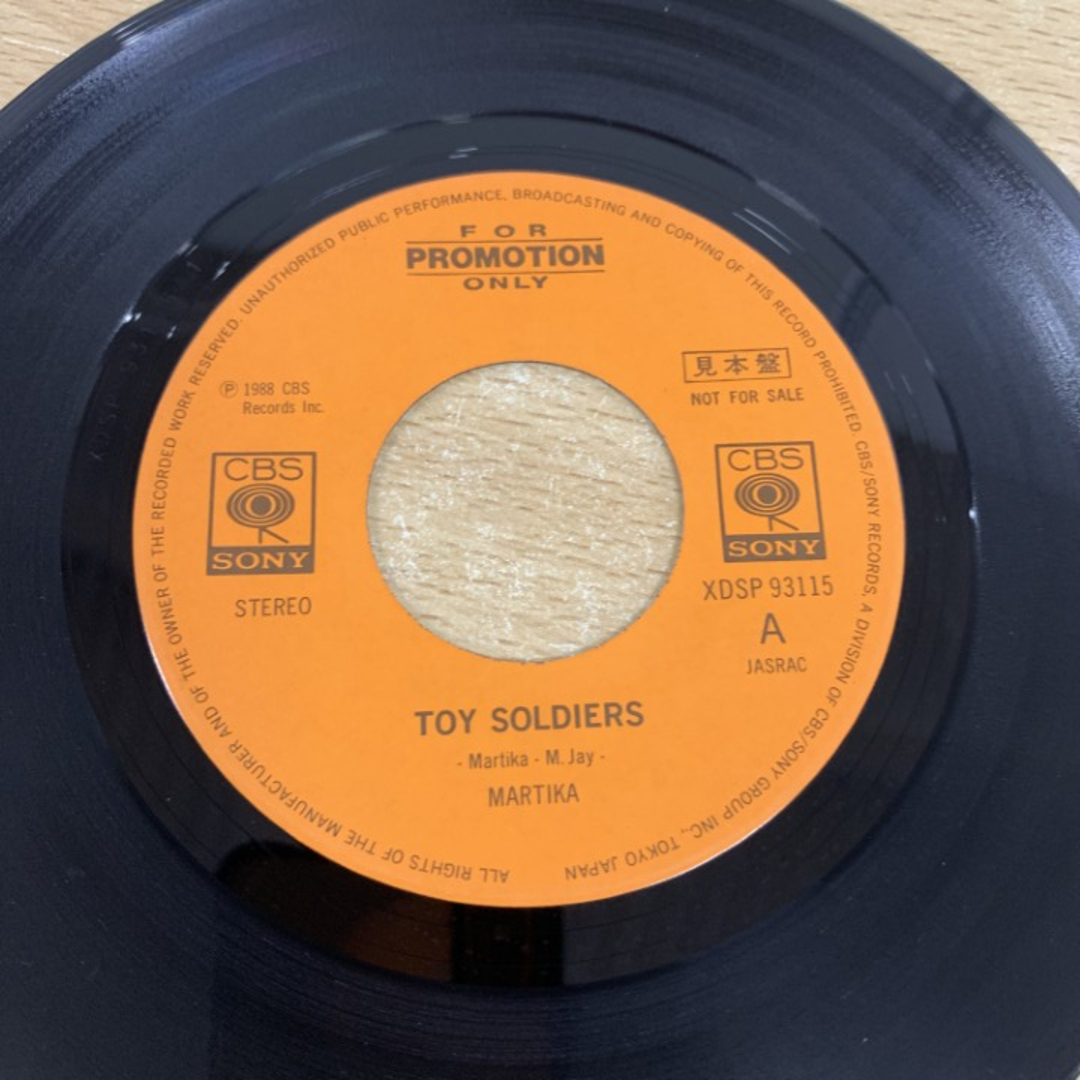 FOR
PROMOTION
ONLY
℗ 1988 CBS
Records Inc.
見本盤
NOT FOR SALE
CBS
SONY
CBS
SONY
STEREO
XDSP 93115
A
JASRAC
TOY SOLDIERS
- Martika - M. Jay -
MARTIKA
ALL RIGHTS OF THE MANUFACTURER AND OF THE OWNER OF THE RECORDED WORK RESERVED. UNAUTHORIZED PUBLIC PERFORMANCE, BROADCASTING AND COPYING OF THIS RECORD PROHIBITED. CBS/SONY RECORDS, A DIVISION OF CBS/SONY GROUP INC., TOKYO JAPAN